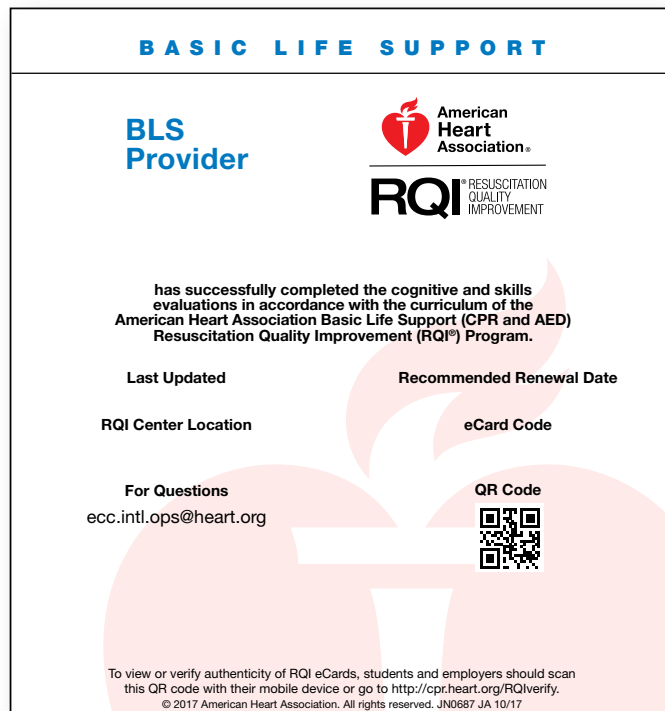 BASIC LIFE SUPPORT
BLS
Provider
American
Heart
Association®
RQI® RESUSCITATION
QUALITY
IMPROVEMENT
has successfully completed the cognitive and skills
evaluations in accordance with the curriculum of the
American Heart Association Basic Life Support (CPR and AED)
Resuscitation Quality Improvement (RQI®) Program.
Last Updated
Recommended Renewal Date
RQI Center Location
eCard Code
For Questions
ecc.intl.ops@heart.org
QR Code
To view or verify authenticity of RQI eCards, students and employers should scan
this QR code with their mobile device or go to http://cpr.heart.org/RQIverify.
© 2017 American Heart Association. All rights reserved. JN0687 JA 10/17